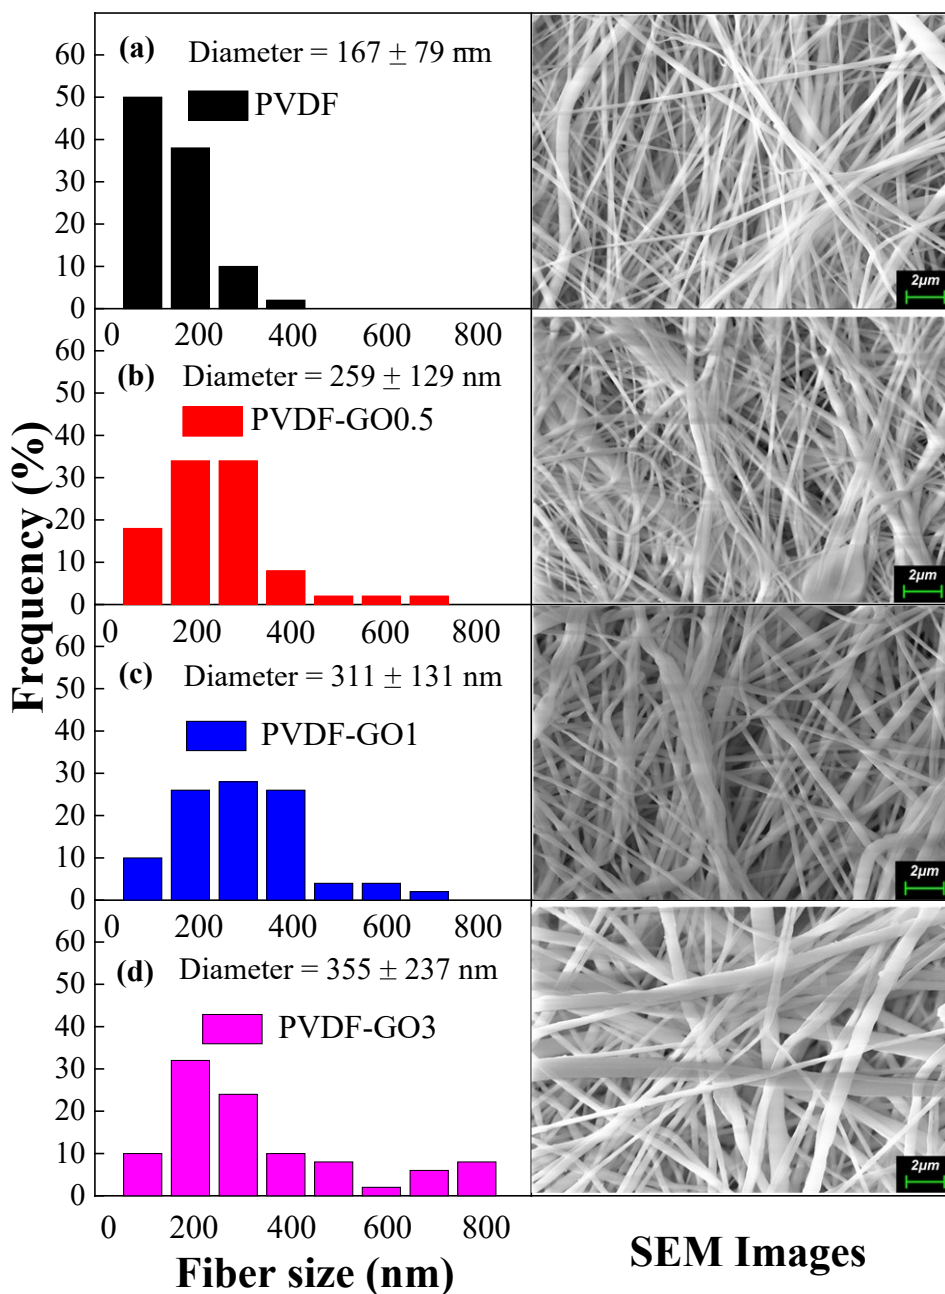 (a)
Diameter = 167 ± 79 nm
PVDF
60
50
40
30
20
10
0
0 200 400 600 800
2µm
(b)
Diameter = 259 ± 129 nm
PVDF-GO0.5
60
50
40
30
20
10
0
0 200 400 600 800
2µm
(c)
Diameter = 311 ± 131 nm
PVDF-GO1
60
50
40
30
20
10
0
0 200 400 600 800
2µm
(d)
Diameter = 355 ± 237 nm
PVDF-GO3
60
50
40
30
20
10
0
0 200 400 600 800
2µm
Frequency (%)
Fiber size (nm)
SEM Images